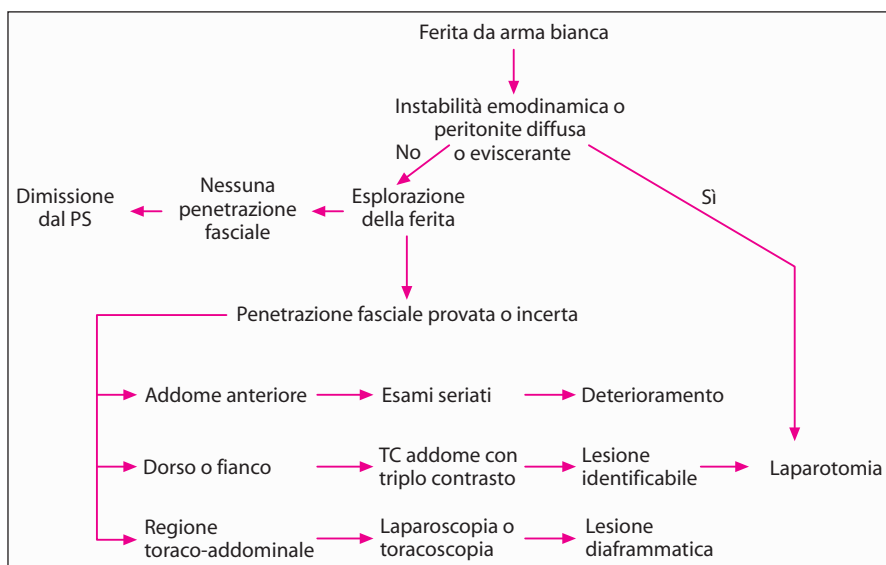 Ferita da arma bianca
Instabilità emodinamica o
peritonite diffusa
o eviscerante
No
Sì
Dimissione
dal PS
Nessuna
penetrazione
fasciale
Esplorazione
della ferita
Penetrazione fasciale provata o incerta
Addome anteriore
Esami seriati
Deterioramento
Dorso o fianco
TC addome con
triplo contrasto
Lesione
identificabile
Laparotomia
Regione
toraco-addominale
Laparoscopia o
toracoscopia
Lesione
diaframmatica